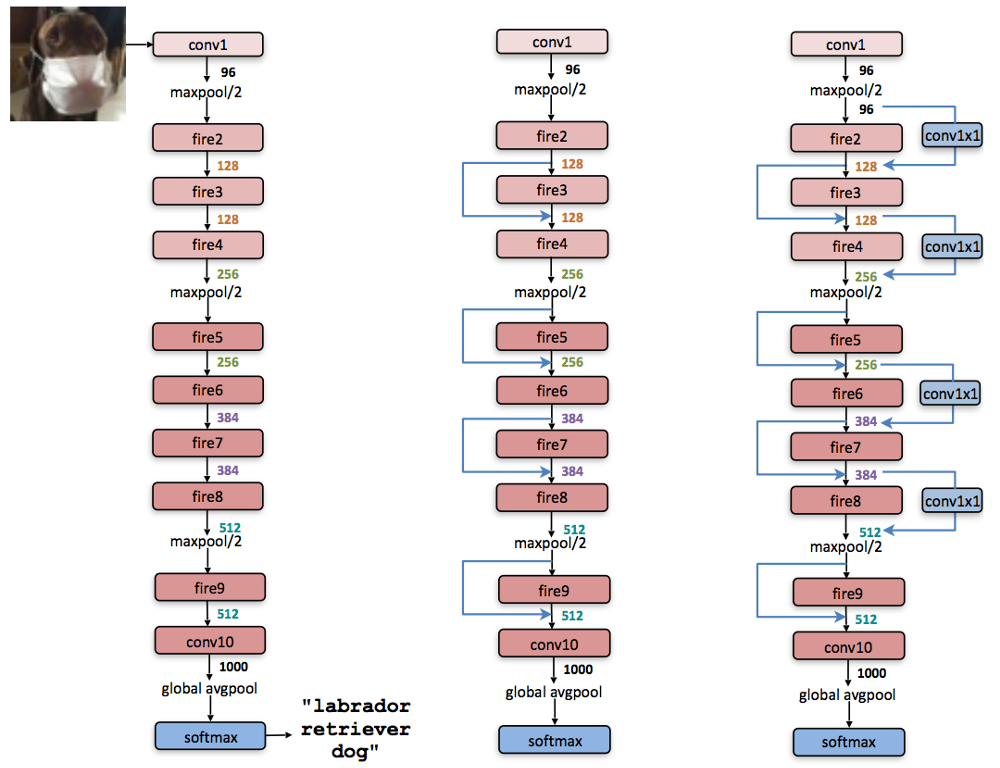 conv1
96
maxpool/2
fire2
128
fire3
128
fire4
256
maxpool/2
fire5
256
fire6
384
fire7
384
fire8
512
maxpool/2
fire9
512
conv10
1000
global avgpool
softmax
"labrador
retriever
dog"
conv1
96
maxpool/2
fire2
128
fire3
128
fire4
256
maxpool/2
fire5
256
fire6
384
fire7
384
fire8
512
maxpool/2
fire9
512
conv10
1000
global avgpool
softmax
conv1
96
maxpool/2
96
conv1x1
fire2
128
fire3
128
fire4
conv1x1
256
maxpool/2
fire5
256
fire6
conv1x1
384
fire7
384
fire8
conv1x1
512
maxpool/2
fire9
512
conv10
1000
global avgpool
softmax